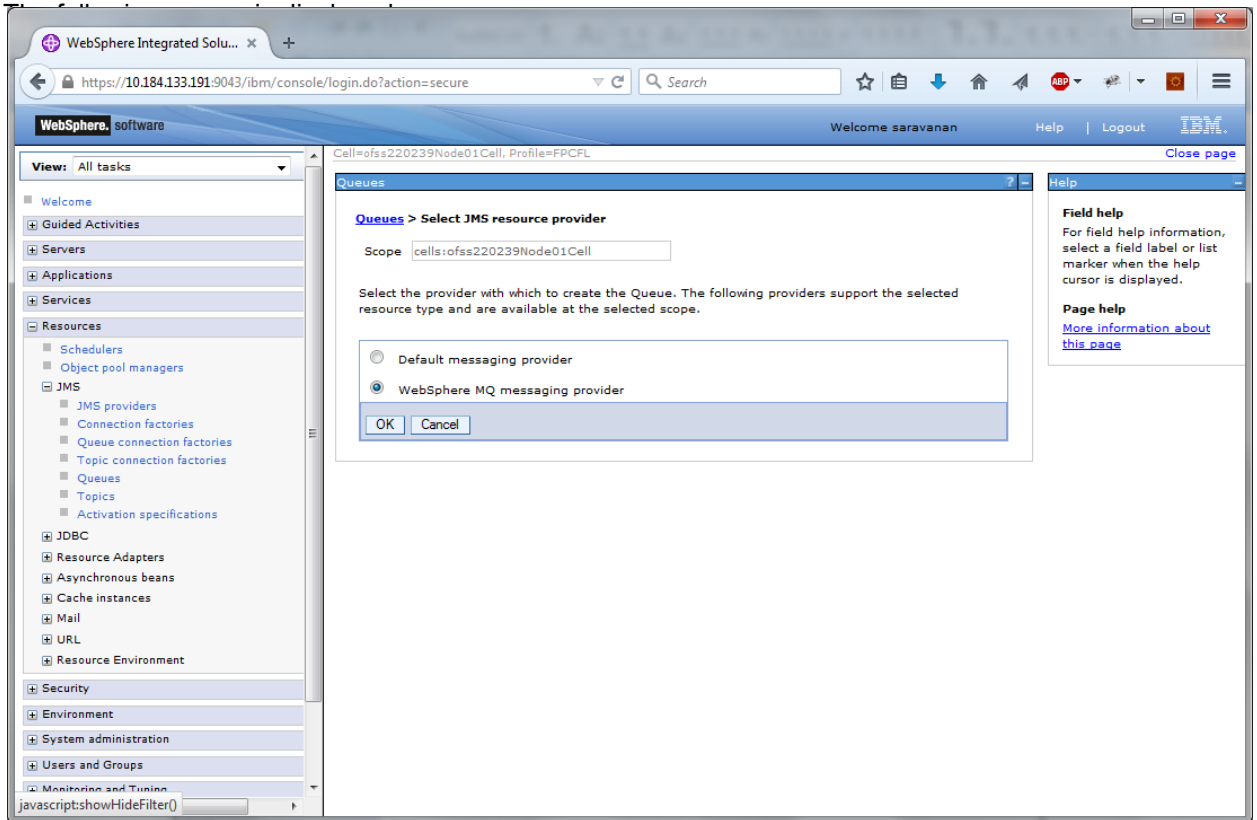 WebSphere Integrated Solu... × +
https://10.184.133.191:9043/ibm/console/login.do?action=secure Search ABP
WebSphere. software Welcome saravanan Help | Logout IBM.
View: All tasks
Welcome
Guided Activities
Servers
Applications
Services
Resources
Schedulers
Object pool managers
JMS
JMS providers
Connection factories
Queue connection factories
Topic connection factories
Queues
Topics
Activation specifications
JDBC
Resource Adapters
Asynchronous beans
Cache instances
Mail
URL
Resource Environment
Security
Environment
System administration
Users and Groups
Monitoring and Tuning
javascript:showHideFilter()
Cell=ofss220239Node01Cell, Profile=FPCFL Close page
Queues ? -
Queues > Select JMS resource provider
Scope cells:ofss220239Node01Cell
Select the provider with which to create the Queue. The following providers support the selected
resource type and are available at the selected scope.
Default messaging provider
WebSphere MQ messaging provider
OK Cancel
Help -
Field help
For field help information,
select a field label or list
marker when the help
cursor is displayed.
Page help
More information about
this page